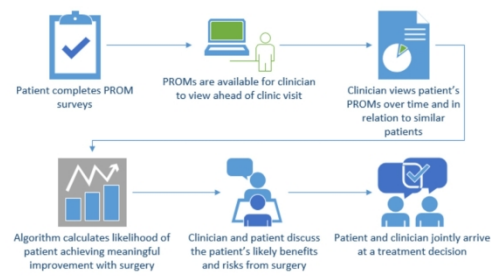 Patient completes PROM
surveys
PROMs are available for clinician
to view ahead of clinic visit
Clinician views patient's
PROMs over time and in
relation to similar
patients
Algorithm calculates likelihood of
patient achieving meaningful
improvement with surgery
Clinician and patient discuss
the patient's likely benefits
and risks from surgery
Patient and clinician jointly arrive
at a treatment decision